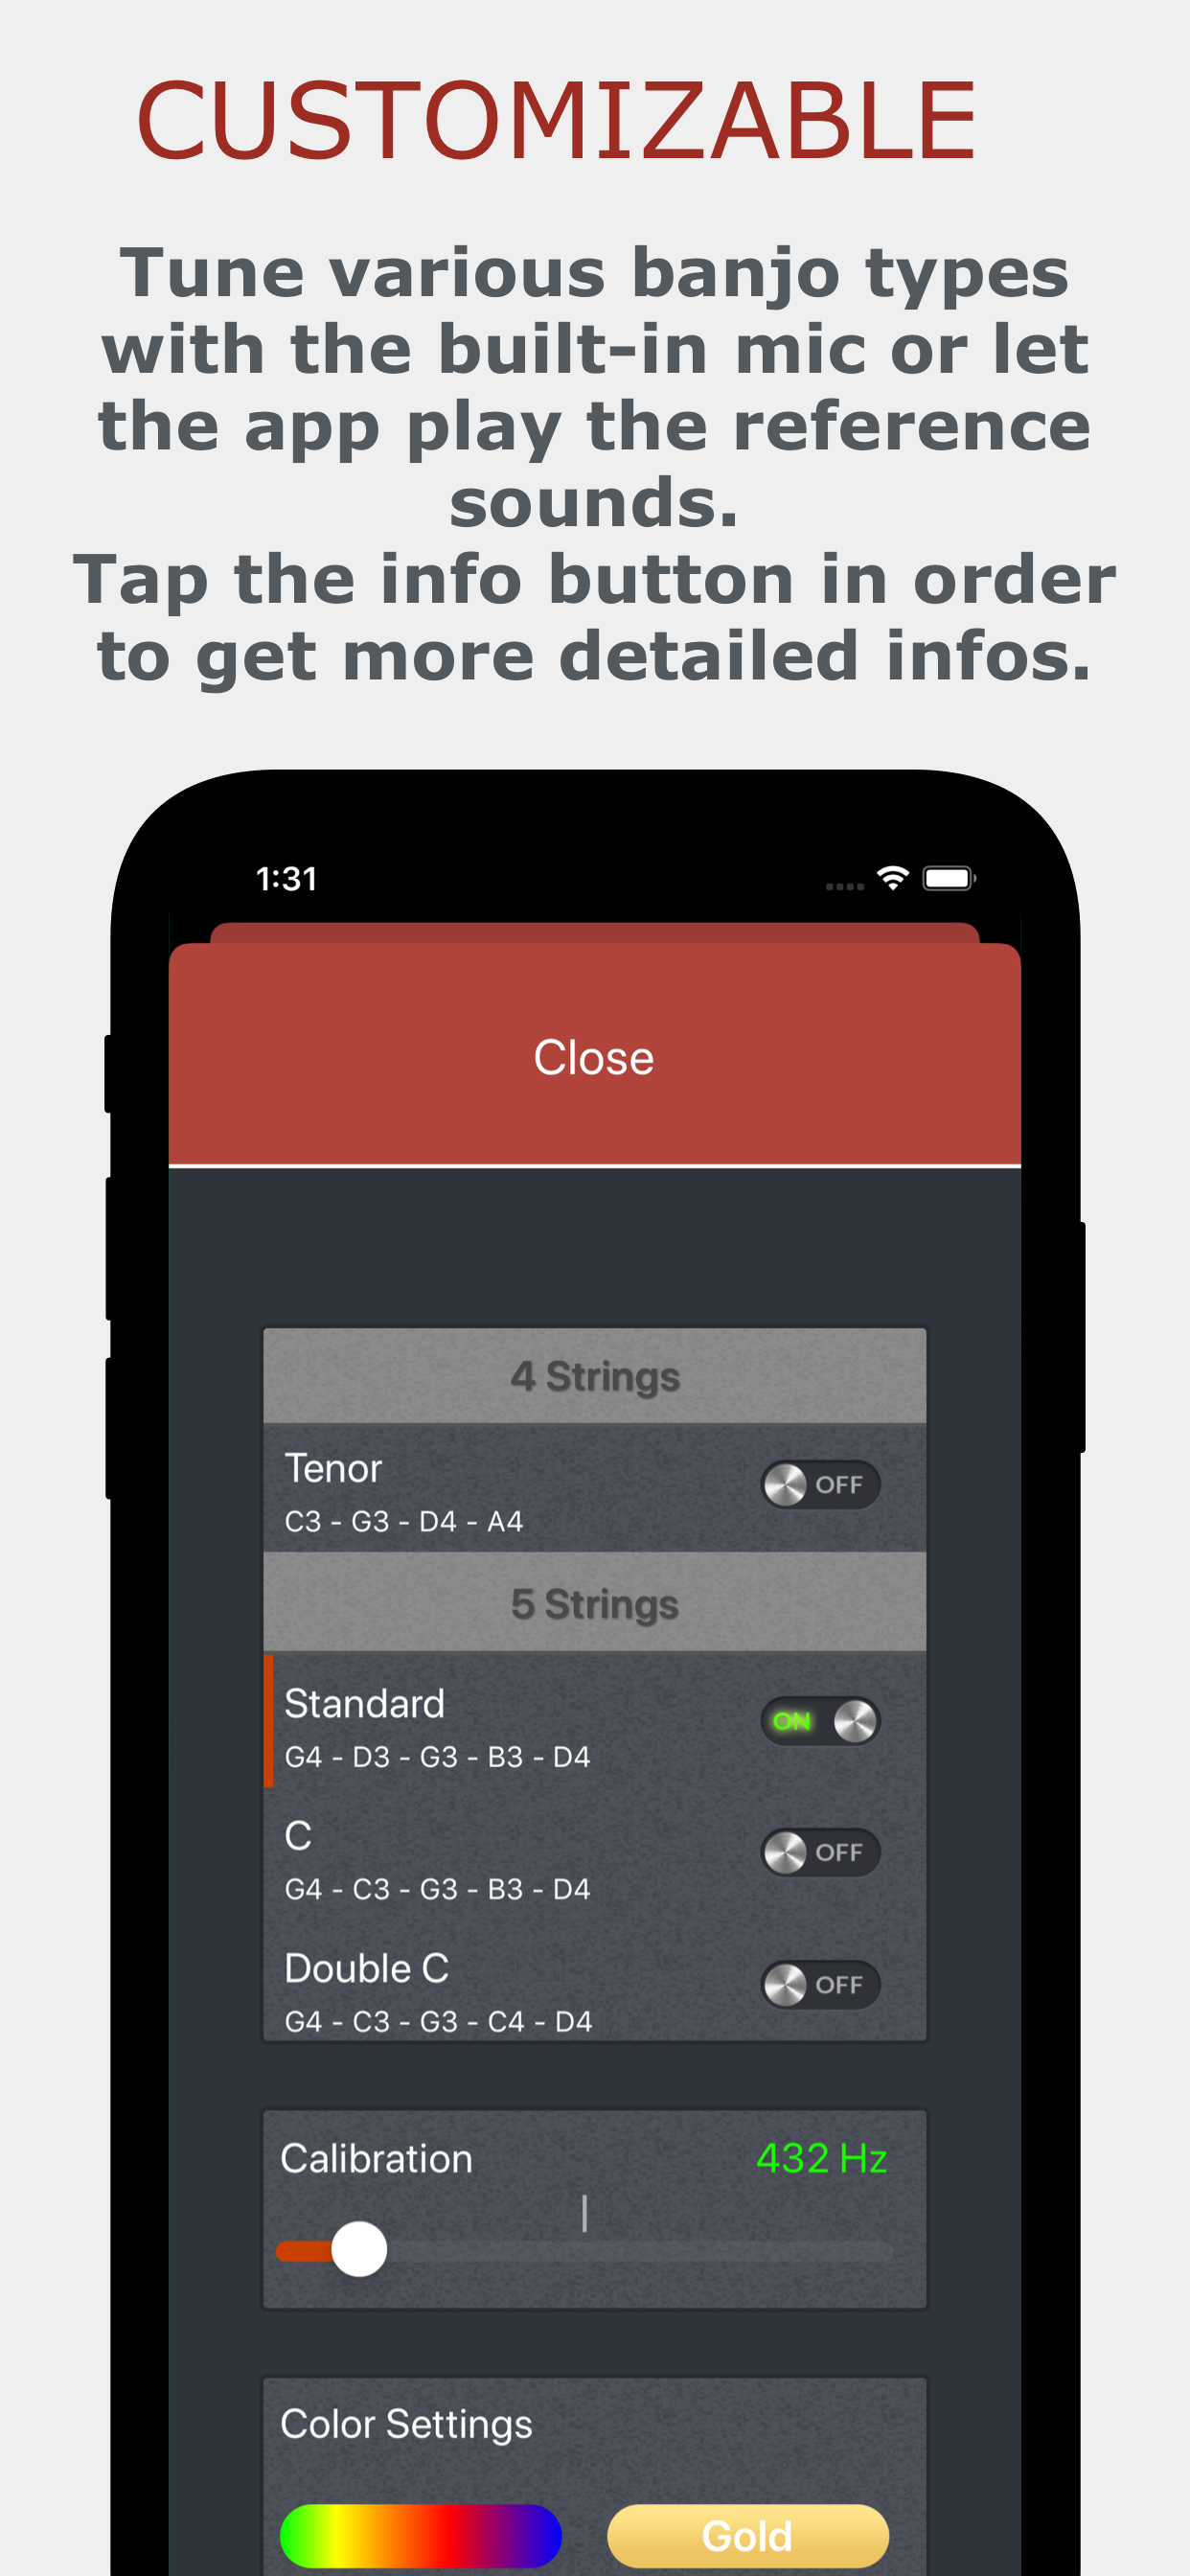 CUSTOMIZABLE
Tune various banjo types
with the built-in mic or let
the app play the reference
sounds.
Tap the info button in order
to get more detailed infos.
1:31
Close
4 Strings
Tenor
OFF
C3 - G3 - D4 - A4
5 Strings
Standard
ON
G4 - D3 - G3 - B3 - D4
C
OFF
G4 - C3 - G3 - B3 - D4
Double C
OFF
G4 - C3 - G3 - C4 - D4
Calibration 432 Hz
Color Settings
Gold